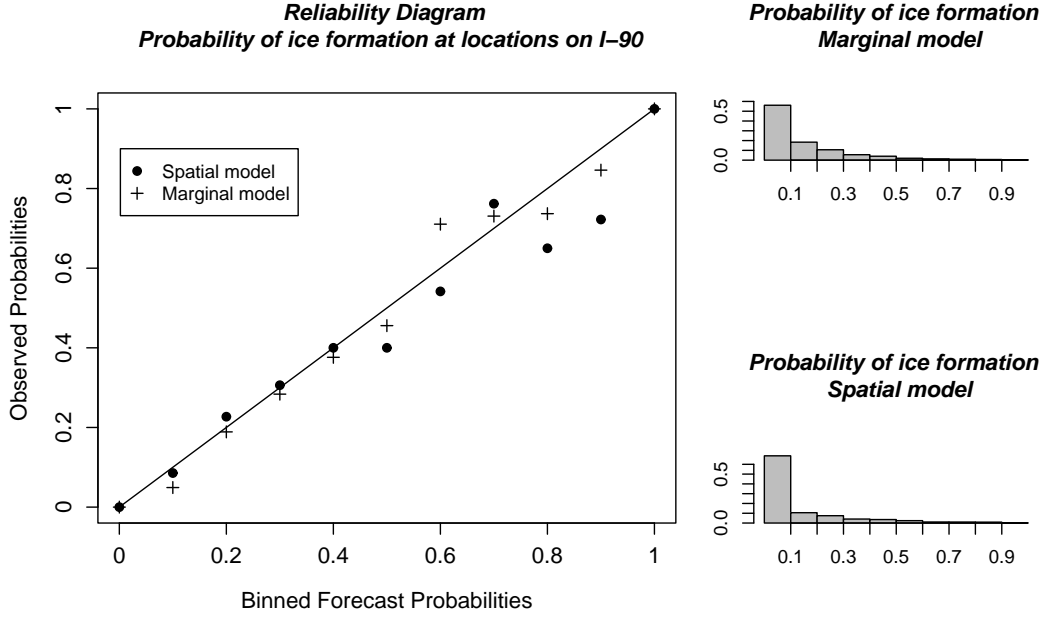 Reliability Diagram
Probability of ice formation at locations on I–90
Observed Probabilities
1
0.8
0.6
0.4
0.2
0
Spatial model
Marginal model
0 0.2 0.4 0.6 0.8 1
Binned Forecast Probabilities
Probability of ice formation
Marginal model
0.5
0.0
0.1 0.3 0.5 0.7 0.9
Probability of ice formation
Spatial model
0.5
0.0
0.1 0.3 0.5 0.7 0.9